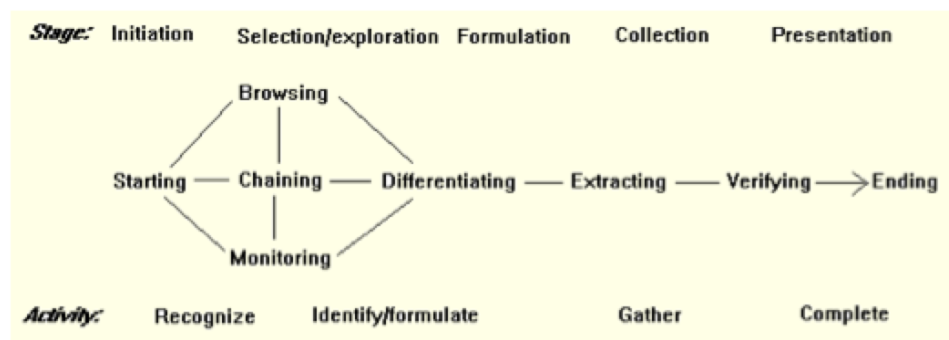 Stage: Initiation Selection/exploration Formulation Collection Presentation
Browsing
Starting Chaining Differentiating Extracting Verifying Ending
Monitoring
Activity: Recognize Identify/formulate Gather Complete